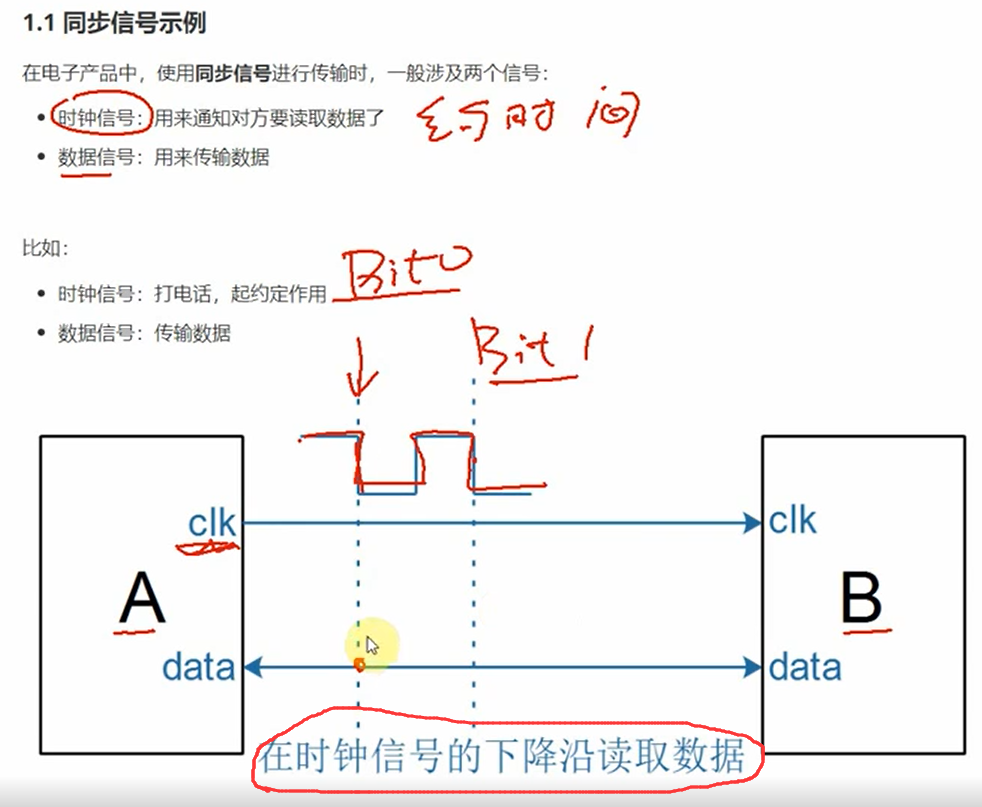 1.1 同步信号示例
在电子产品中，使用同步信号进行传输时，一般涉及两个信号：
时钟信号：用来通知对方要读取数据了
时间
数据信号：用来传输数据
比如：
Bit0
时钟信号：打电话，起约定作用
数据信号：传输数据
Bit 1
clk
clk
A
B
data
data
在时钟信号的下降沿读取数据